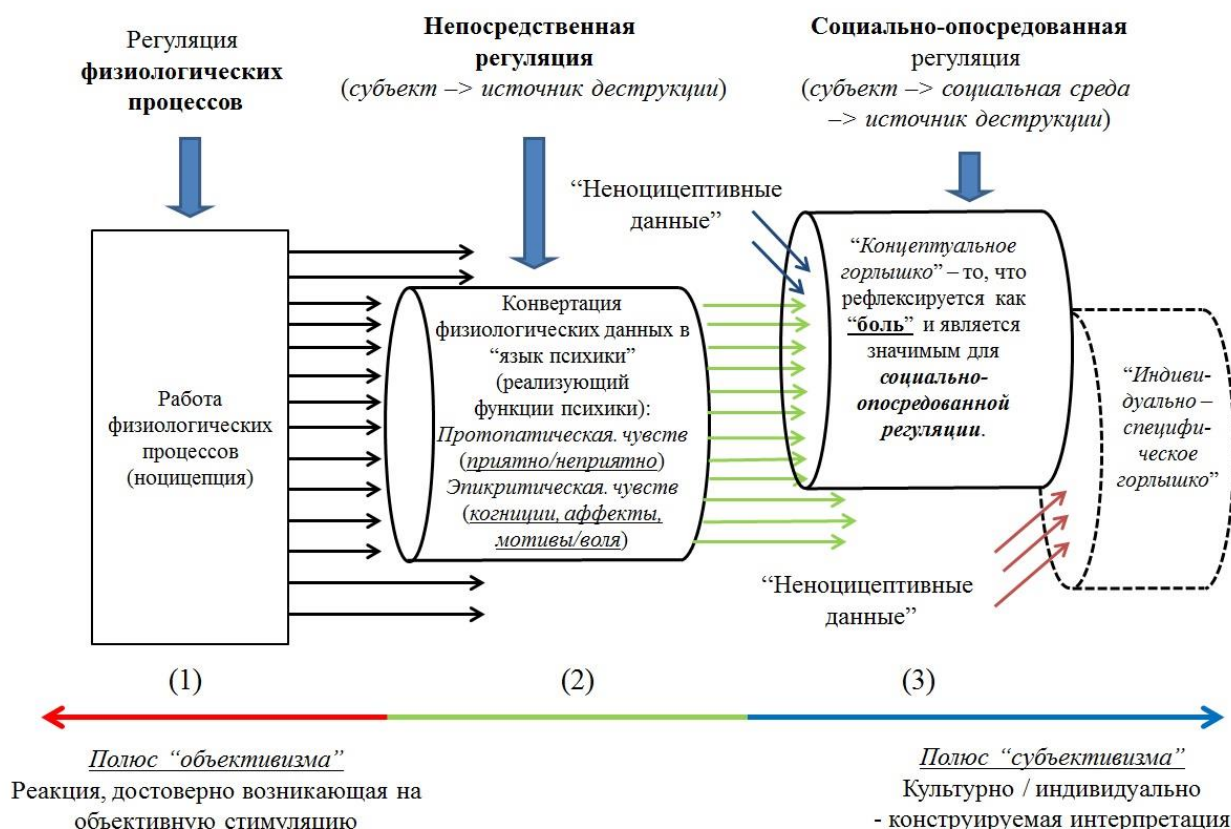 Регуляция
физиологических
процессов
Непосредственная
регуляция
(субъект –> источник деструкции)
Социально-опосредованная
регуляция
(субъект –> социальная среда
–> источник деструкции)
“Неноцицептивные
данные”
Работа
физиологических
процессов
(ноцицепция)
Конвертация
физиологических данных в
“язык психики”
(реализующий
функции психики):
Протопатическая. чувств
(приятно/неприятно)
Эпикритическая. чувств
(когниции, аффекты,
мотивы/воля)
“Концептуальное
горлышко” – то, что
рефлексируется как
“боль” и является
значимым для
социально-
опосредованной
регуляции.
“Индиви-
дуально –
специфи-
ческое
горлышко”
“Неноцицептивные
данные”
(1)
(2)
(3)
Полюс “объективизма”
Реакция, достоверно возникающая на
объективную стимуляцию
Полюс “субъективизма”
Культурно / индивидуально
- конструируемая интерпретация